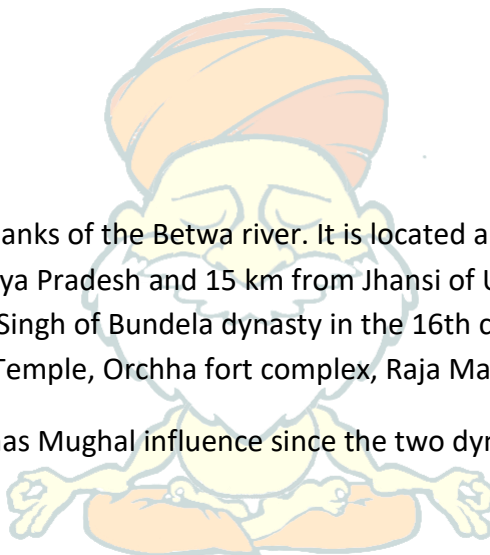 anks of the Betwa river. It is located a
ya Pradesh and 15 km from Jhansi of U
Singh of Bundela dynasty in the 16th c
Temple, Orchha fort complex, Raja Ma
as Mughal influence since the two dyn